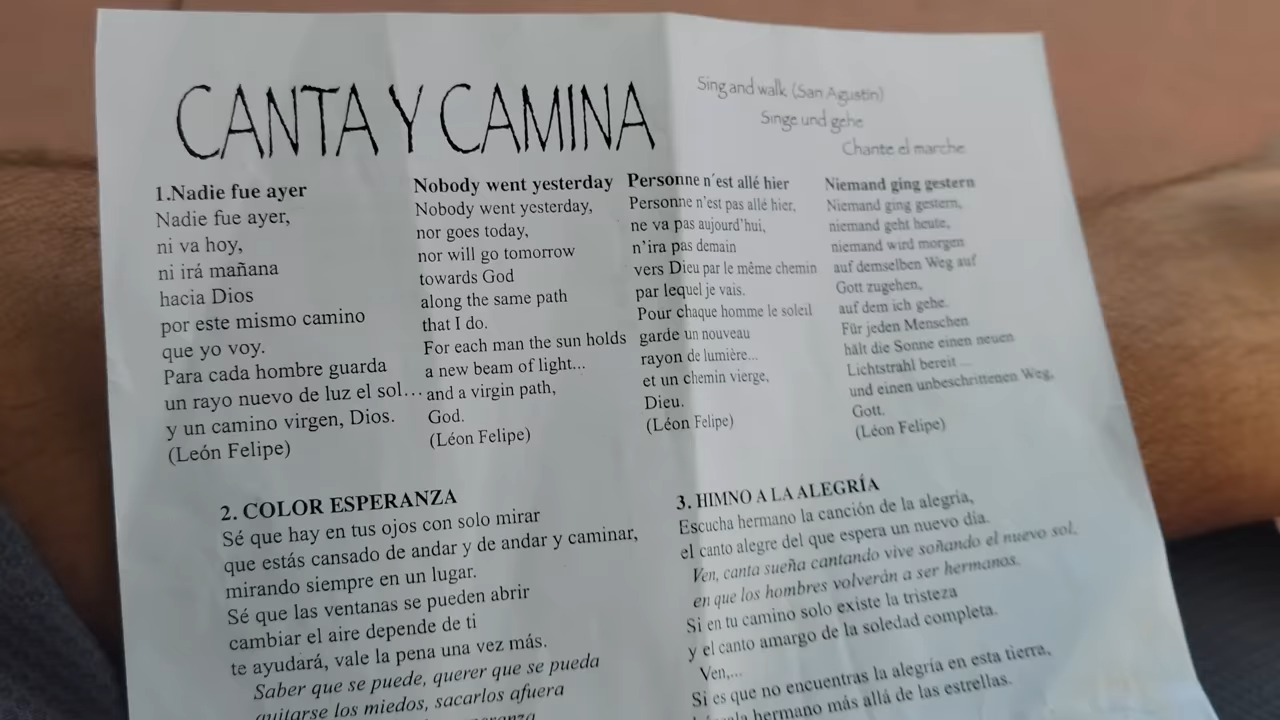 CANTA Y CAMINA
Sing and walk (San Agustín)
Singe und gehe
Chante el marche
1.Nadie fue ayer
Nadie fue ayer,
ni va hoy,
ni irá mañana
hacia Dios
por este mismo camino
que yo voy.
Para cada hombre guarda
un rayo nuevo de luz el sol...
y un camino virgen, Dios.
(León Felipe)
Nobody went yesterday
Nobody went yesterday,
nor goes today,
nor will go tomorrow
towards God
along the same path
that I do.
For each man the sun holds
a new beam of light...
and a virgin path,
God.
(Léon Felipe)
Personne n´est allé hier
Personne n’est pas allé hier,
ne va pas aujourd’hui,
n’ira pas demain
vers Dieu par le même chemin
par lequel je vais.
Pour chaque homme le soleil
garde un nouveau
rayon de lumière...
et un chemin vierge,
Dieu.
(Léon Felipe)
Niemand ging gestern
Niemand ging gestern,
niemand geht heute,
niemand wird morgen
auf demselben Weg auf
Gott zugehen,
auf dem ich gehe.
Für jeden Menschen
hält die Sonne einen neuen
Lichtstrahl bereit ...
und einen unbeschrittenen Weg,
Gott.
(Léon Felipe)
2. COLOR ESPERANZA
Sé que hay en tus ojos con solo mirar
que estás cansado de andar y de andar y caminar,
mirando siempre en un lugar.
Sé que las ventanas se pueden abrir
cambiar el aire depende de ti
te ayudará, vale la pena una vez más.
Saber que se puede, querer que se pueda
quitarse los miedos, sacarlos afuera
3. HIMNO A LA ALEGRÍA
Escucha hermano la canción de la alegría,
el canto alegre del que espera un nuevo día.
Ven, canta sueña cantando vive soñando el nuevo sol,
en que los hombres volverán a ser hermanos.
Si en tu camino solo existe la tristeza
y el canto amargo de la soledad completa.
Ven,...
Si es que no encuentras la alegría en esta tierra,
hermano más allá de las estrellas.